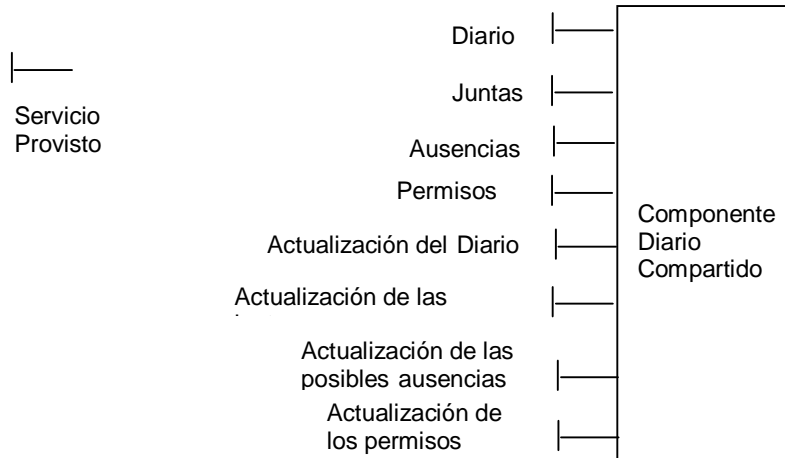 Diario
Juntas
Servicio
Provisto
Ausencias
Permisos
Componente
Diario
Compartido
Actualización del Diario
Actualización de las
Actualización de las
posibles ausencias
Actualización de
los permisos